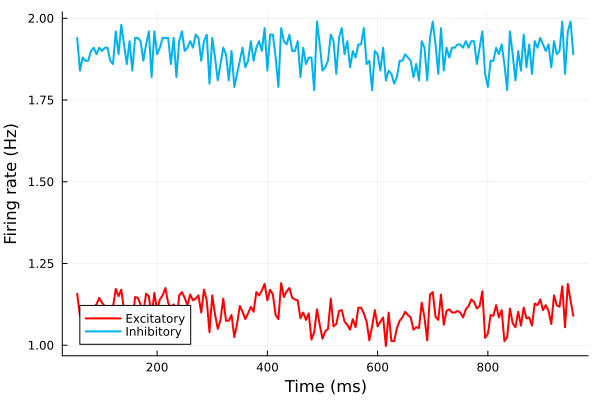 2.00
1.75
1.50
1.25
1.00
Firing rate (Hz)
Excitatory
Inhibitory
200 400 600 800
Time (ms)